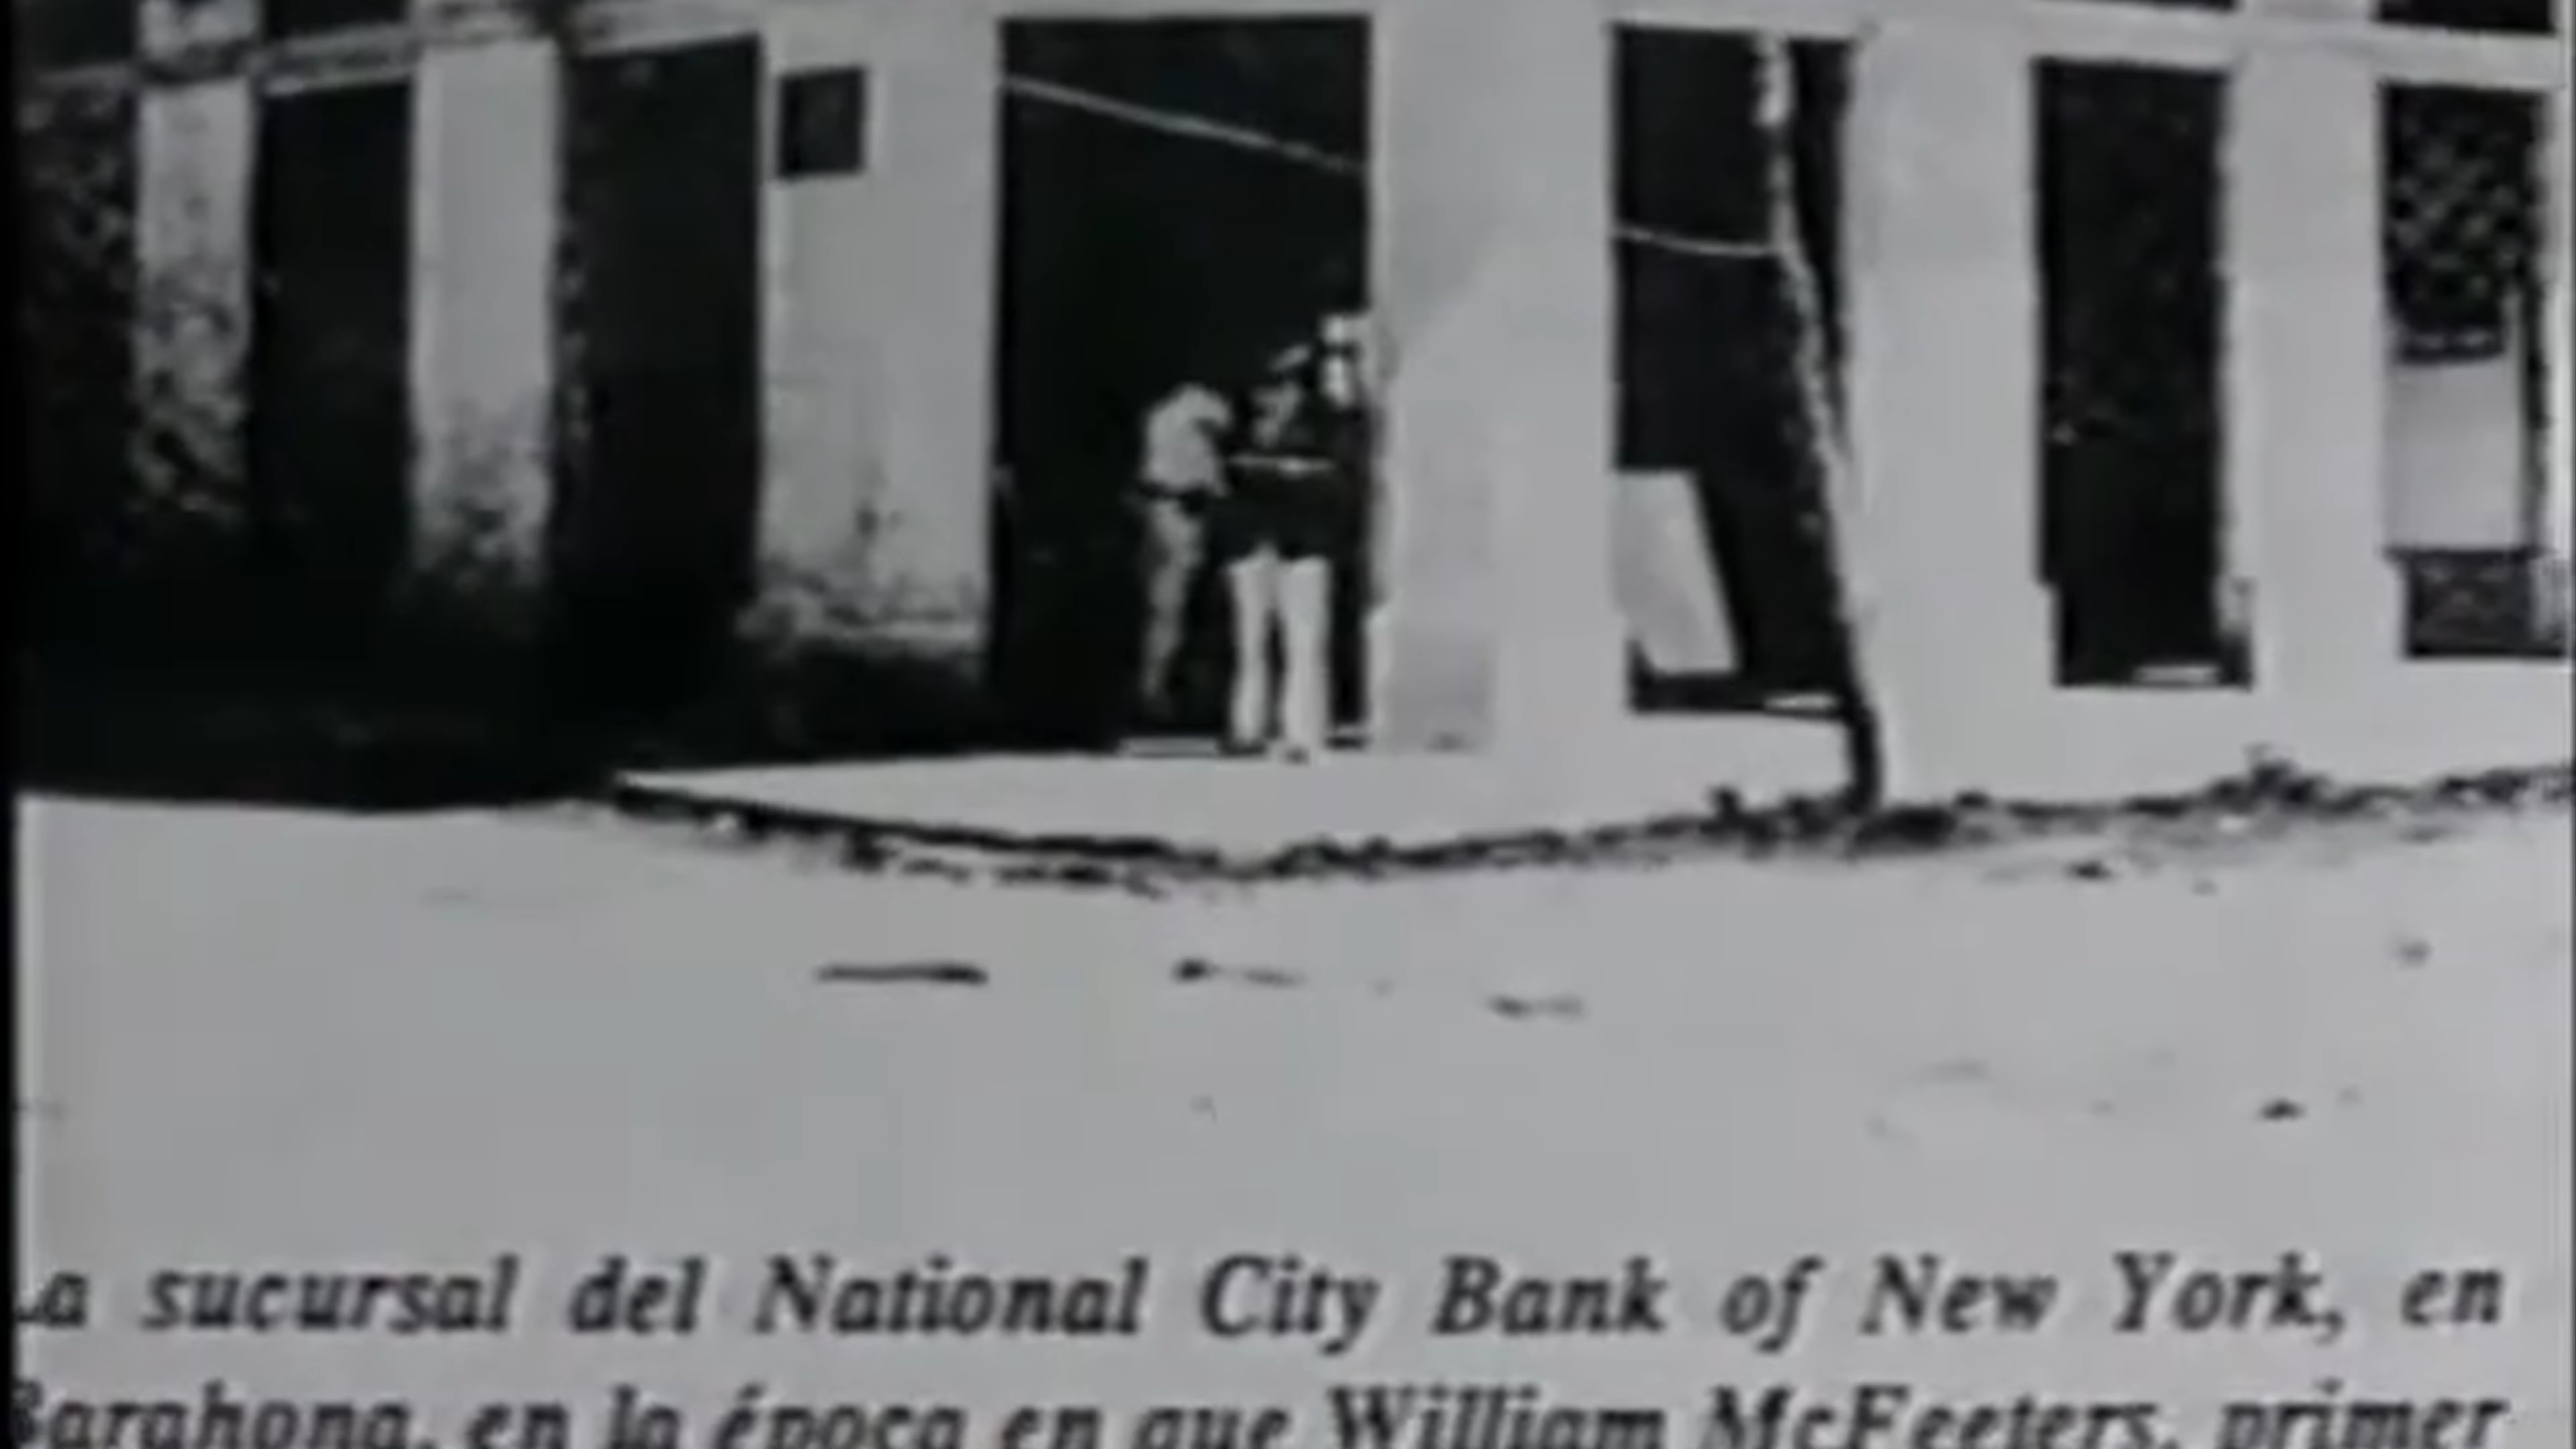 La sucursal del National City Bank of New York, en
Barahona, en la época en que William McFeeters, primer